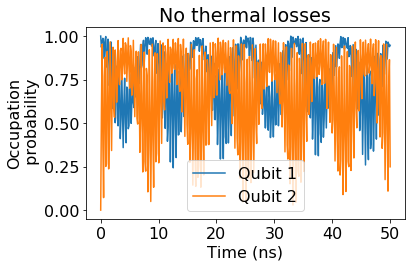 No thermal losses
Occupation
probability
1.00
0.75
0.50
0.25
0.00
Qubit 1
Qubit 2
0
10
20
30
40
50
Time (ns)